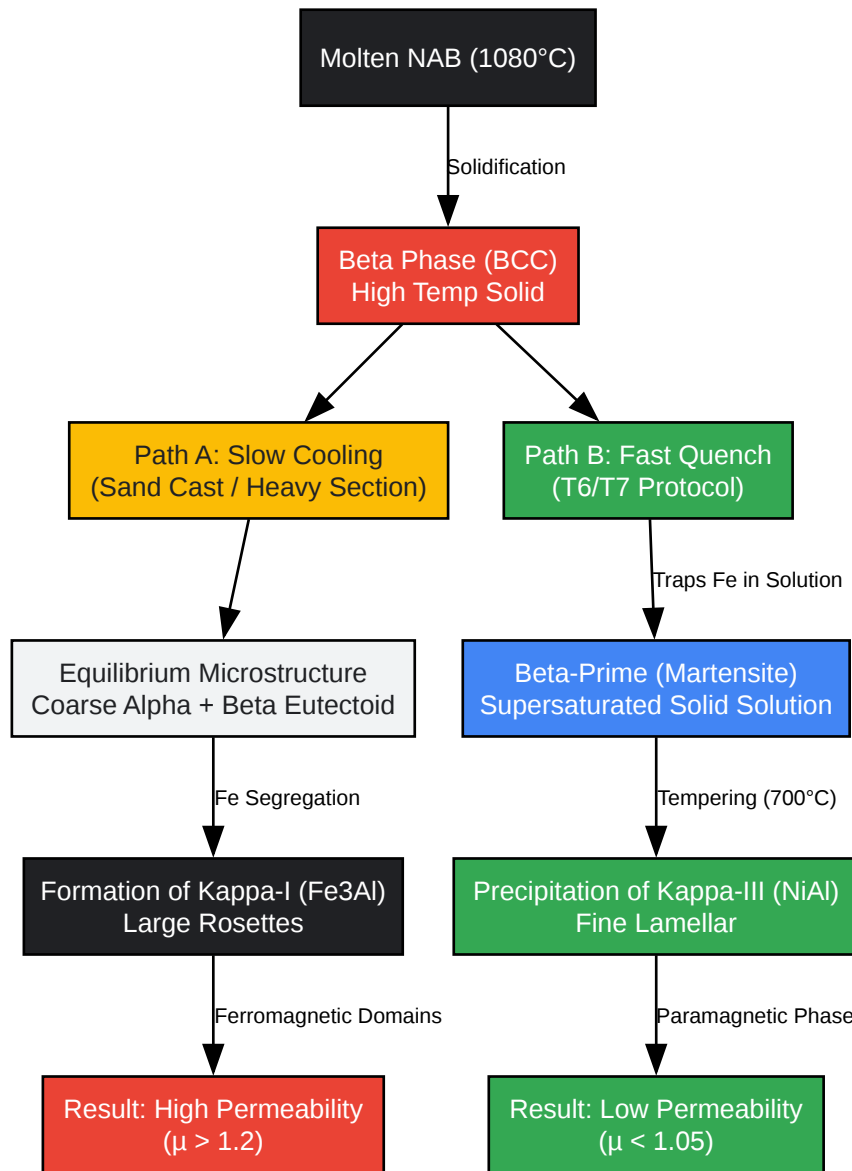 Molten NAB (1080°C)
Solidification
Beta Phase (BCC)
High Temp Solid
Path A: Slow Cooling
(Sand Cast / Heavy Section)
Path B: Fast Quench
(T6/T7 Protocol)
Traps Fe in Solution
Equilibrium Microstructure
Coarse Alpha + Beta Eutectoid
Beta-Prime (Martensite)
Supersaturated Solid Solution
Fe Segregation
Tempering (700°C)
Formation of Kappa-I (Fe3Al)
Large Rosettes
Precipitation of Kappa-III (NiAl)
Fine Lamellar
Ferromagnetic Domains
Paramagnetic Phase
Result: High Permeability
(μ > 1.2)
Result: Low Permeability
(μ < 1.05)